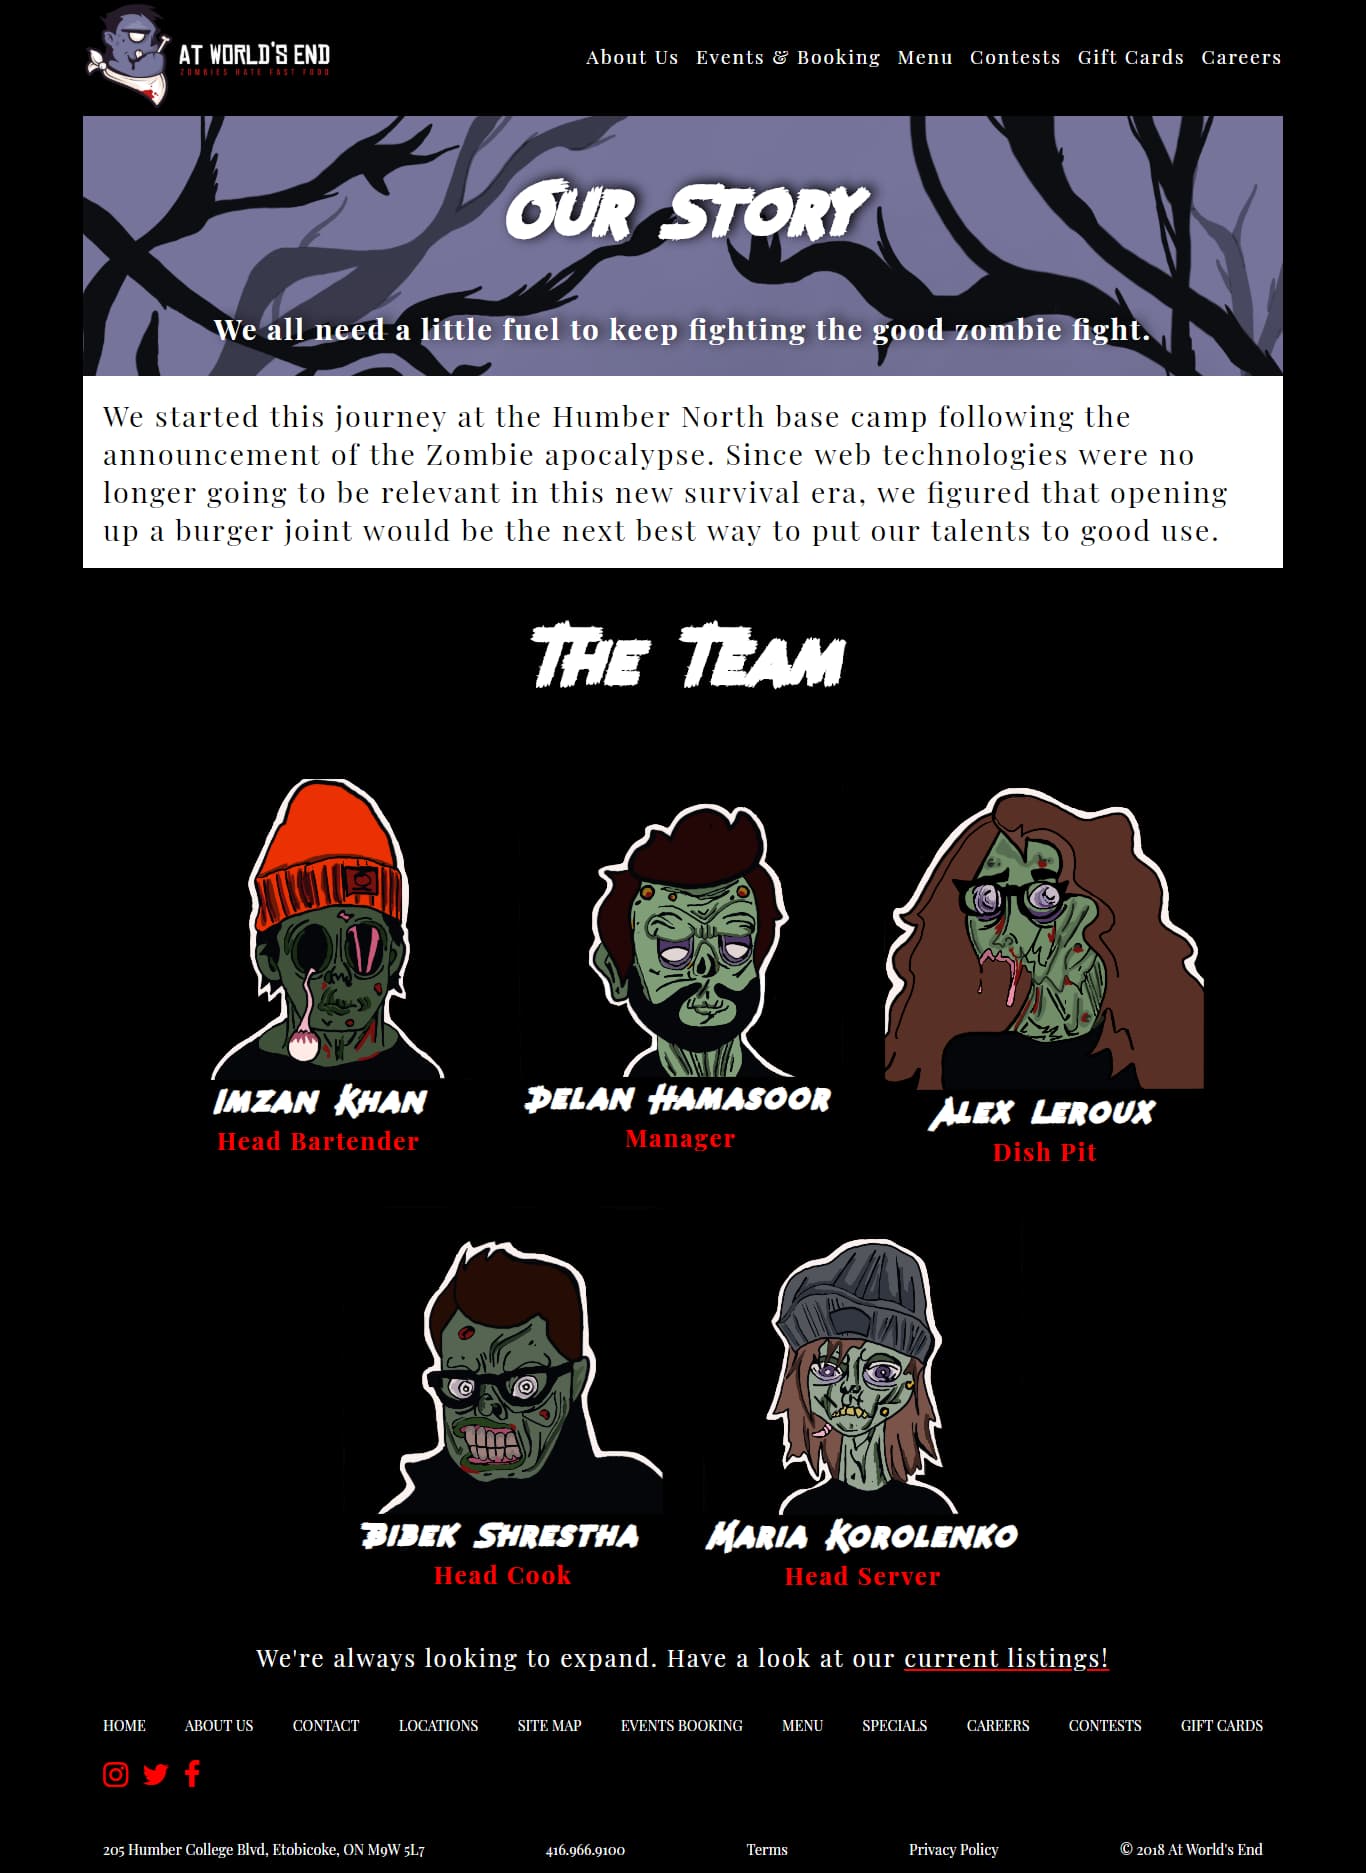 AT WORLD'S END
ZOMBIES HATE FAST FOOD
About Us Events & Booking Menu Contests Gift Cards Careers
Our Story
We all need a little fuel to keep fighting the good zombie fight.
We started this journey at the Humber North base camp following the
announcement of the Zombie apocalypse. Since web technologies were no
longer going to be relevant in this new survival era, we figured that opening
up a burger joint would be the next best way to put our talents to good use.
The Team
Imzan Khan
Head Bartender
Delan Hamasoor
Manager
Alex Leroux
Dish Pit
Bibek Shrestha
Head Cook
Maria Korolenko
Head Server
We're always looking to expand. Have a look at our current listings!
HOME ABOUT US CONTACT LOCATIONS SITE MAP EVENTS BOOKING MENU SPECIALS CAREERS CONTESTS GIFT CARDS
205 Humber College Blvd, Etobicoke, ON M9W 5L7 416.966.9100 Terms Privacy Policy © 2018 At World's End